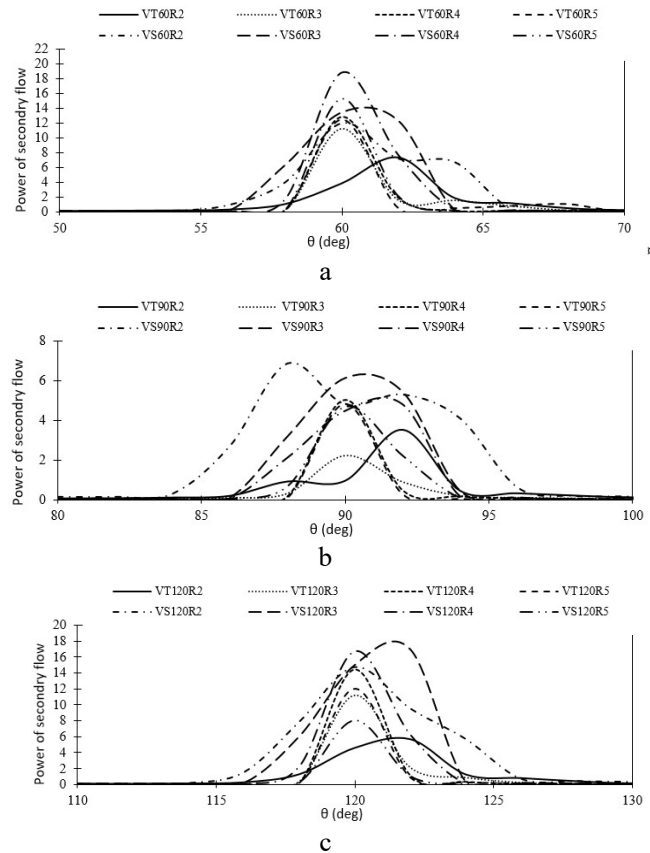 VT60R2 VT60R3 VT60R4 VT60R5
VS60R2 VS60R3 VS60R4 VS60R5
Power of secondry flow
22
20
18
16
14
12
10
8
6
4
2
0
50 55 60 65 70
θ (deg)
a
VT90R2 VT90R3 VT90R4 VT90R5
VS90R2 VS90R3 VS90R4 VS90R5
Power of secondry flow
8
6
4
2
0
80 85 90 95 100
θ (deg)
b
VT120R2 VT120R3 VT120R4 VT120R5
VS120R2 VS120R3 VS120R4 VS120R5
Power of secondry flow
20
18
16
14
12
10
8
6
4
2
0
110 115 120 125 130
θ (deg)
c